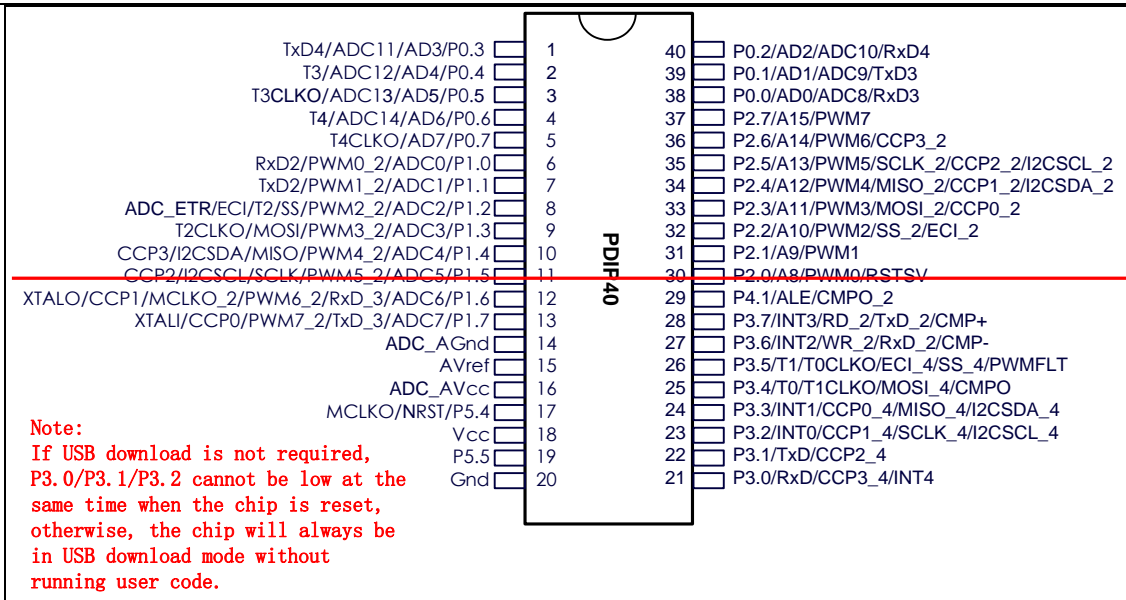 TxD4/ADC11/AD3/P0.3 1
T3/ADC12/AD4/P0.4 2
T3CLKO/ADC13/AD5/P0.5 3
T4/ADC14/AD6/P0.6 4
T4CLKO/AD7/P0.7 5
RxD2/PWM0_2/ADC0/P1.0 6
TxD2/PWM1_2/ADC1/P1.1 7
ADC_ETR/ECI/T2/SS/PWM2_2/ADC2/P1.2 8
T2CLKO/MOSI/PWM3_2/ADC3/P1.3 9
CCP3/I2CSDA/MISO/PWM4_2/ADC4/P1.4 10
CCP2/I2CSCL/SCLK/PWM5_2/ADC5/P1.5 11
XTALO/CCP1/MCLKO_2/PWM6_2/RxD_3/ADC6/P1.6 12
XTALI/CCP0/PWM7_2/TxD_3/ADC7/P1.7 13
ADC_AGnd 14
AVref 15
ADC_AVcc 16
MCLKO/NRST/P5.4 17
Vcc 18
P5.5 19
Gnd 20
PDIP40
40 P0.2/AD2/ADC10/RxD4
39 P0.1/AD1/ADC9/TxD3
38 P0.0/AD0/ADC8/RxD3
37 P2.7/A15/PWM7
36 P2.6/A14/PWM6/CCP3_2
35 P2.5/A13/PWM5/SCLK_2/CCP2_2/I2CSCL_2
34 P2.4/A12/PWM4/MISO_2/CCP1_2/I2CSDA_2
33 P2.3/A11/PWM3/MOSI_2/CCP0_2
32 P2.2/A10/PWM2/SS_2/ECI_2
31 P2.1/A9/PWM1
30 P2.0/A8/PWM0/RSTSV
29 P4.1/ALE/CMPO_2
28 P3.7/INT3/RD_2/TxD_2/CMP+
27 P3.6/INT2/WR_2/RxD_2/CMP-
26 P3.5/T1/T0CLKO/ECI_4/SS_4/PWMFLT
25 P3.4/T0/T1CLKO/MOSI_4/CMPO
24 P3.3/INT1/CCP0_4/MISO_4/I2CSDA_4
23 P3.2/INT0/CCP1_4/SCLK_4/I2CSCL_4
22 P3.1/TxD/CCP2_4
21 P3.0/RxD/CCP3_4/INT4
Note:
If USB download is not required,
P3.0/P3.1/P3.2 cannot be low at the
same time when the chip is reset,
otherwise, the chip will always be
in USB download mode without
running user code.